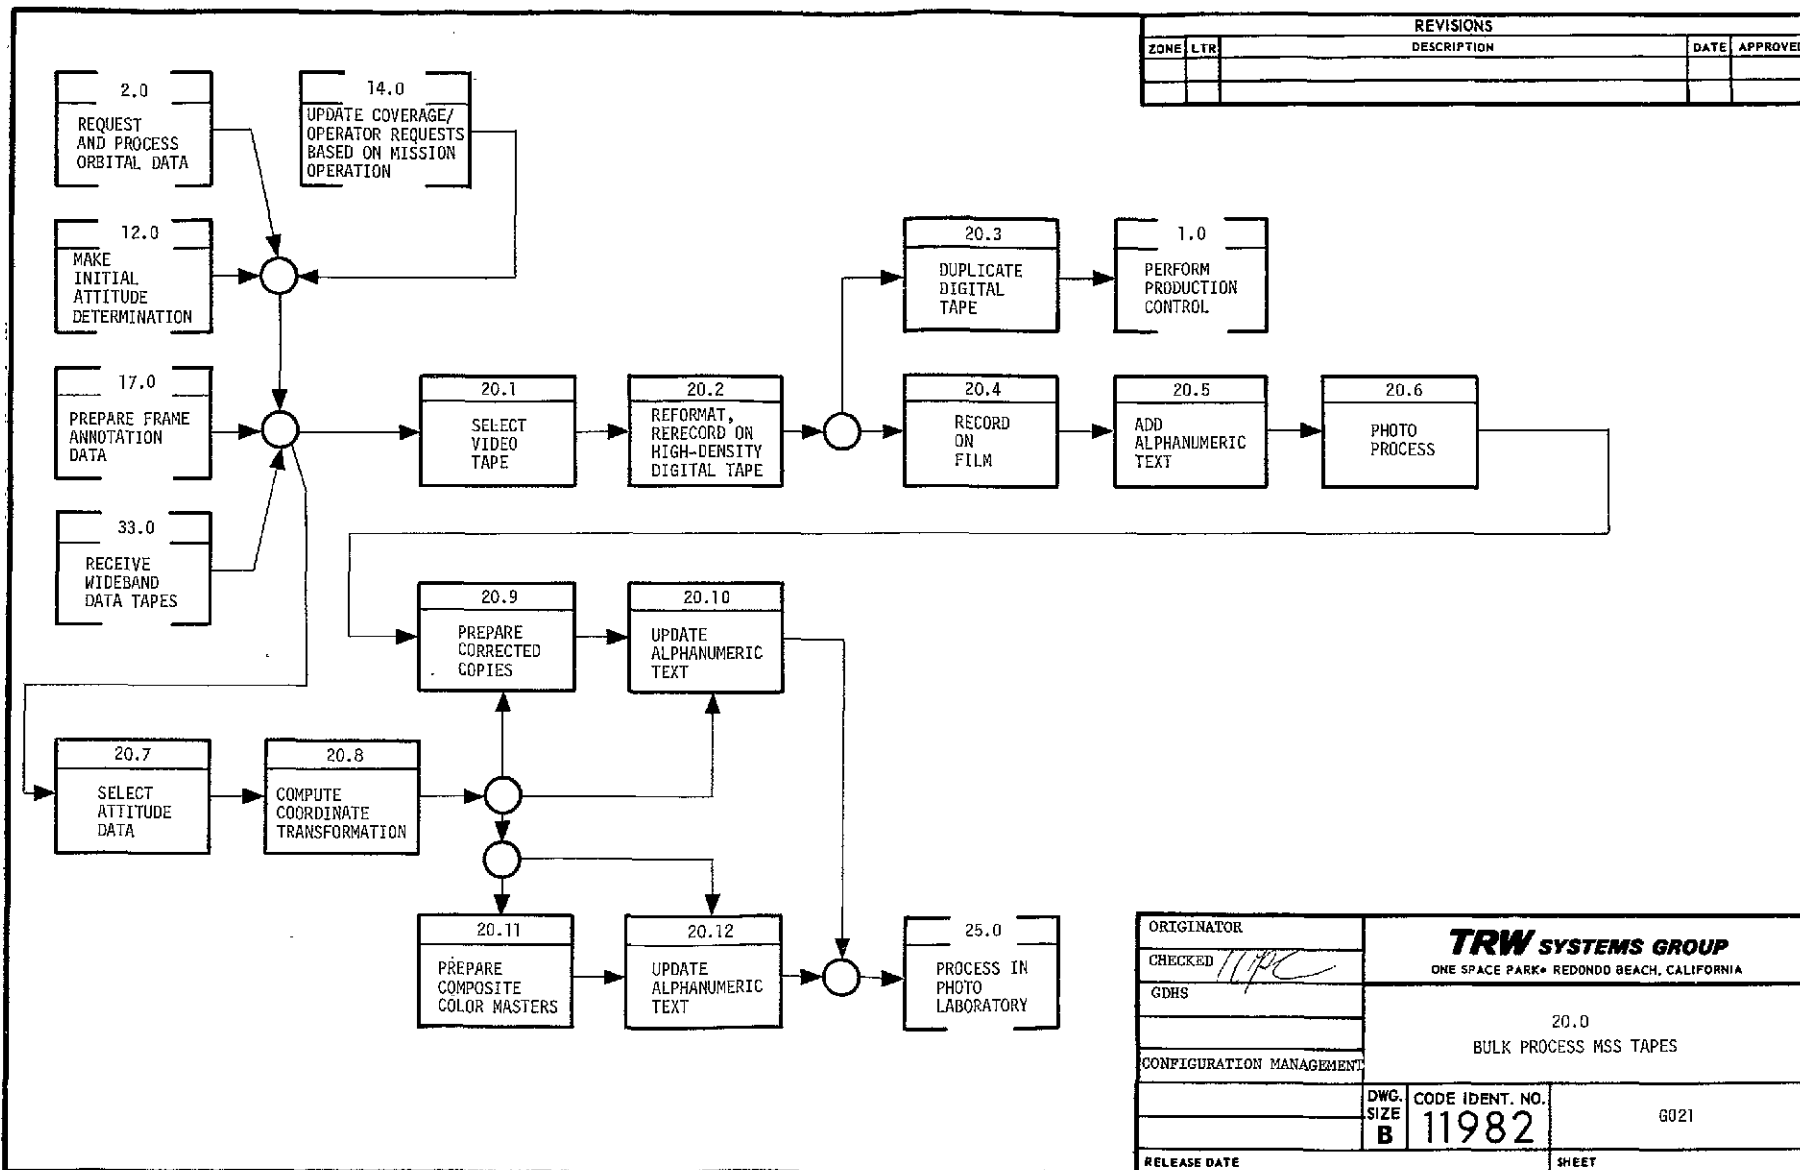 REVISIONS
ZONE LTR DESCRIPTION DATE APPROVED
2.0
REQUEST
AND PROCESS
ORBITAL DATA
14.0
UPDATE COVERAGE/
OPERATOR REQUESTS
BASED ON MISSION
OPERATION
12.0
MAKE
INITIAL
ATTITUDE
DETERMINATION
20.3
DUPLICATE
DIGITAL
TAPE
1.0
PERFORM
PRODUCTION
CONTROL
17.0
PREPARE FRAME
ANNOTATION
DATA
20.1
SELECT
VIDEO
TAPE
20.2
REFORMAT,
RERECORD ON
HIGH-DENSITY
DIGITAL TAPE
20.4
RECORD
ON
FILM
20.5
ADD
ALPHANUMERIC
TEXT
20.6
PHOTO
PROCESS
33.0
RECEIVE
WIDEBAND
DATA TAPES
20.9
PREPARE
CORRECTED
COPIES
20.10
UPDATE
ALPHANUMERIC
TEXT
20.7
SELECT
ATTITUDE
DATA
20.8
COMPUTE
COORDINATE
TRANSFORMATION
20.11
PREPARE
COMPOSITE
COLOR MASTERS
20.12
UPDATE
ALPHANUMERIC
TEXT
25.0
PROCESS IN
PHOTO
LABORATORY
ORIGINATOR
CHECKED
GDHS
CONFIGURATION MANAGEMENT
RELEASE DATE
TRW SYSTEMS GROUP
ONE SPACE PARK• REDONDO BEACH, CALIFORNIA
20.0
BULK PROCESS MSS TAPES
DWG.
SIZE
B
CODE IDENT. NO.
11982
G021
SHEET